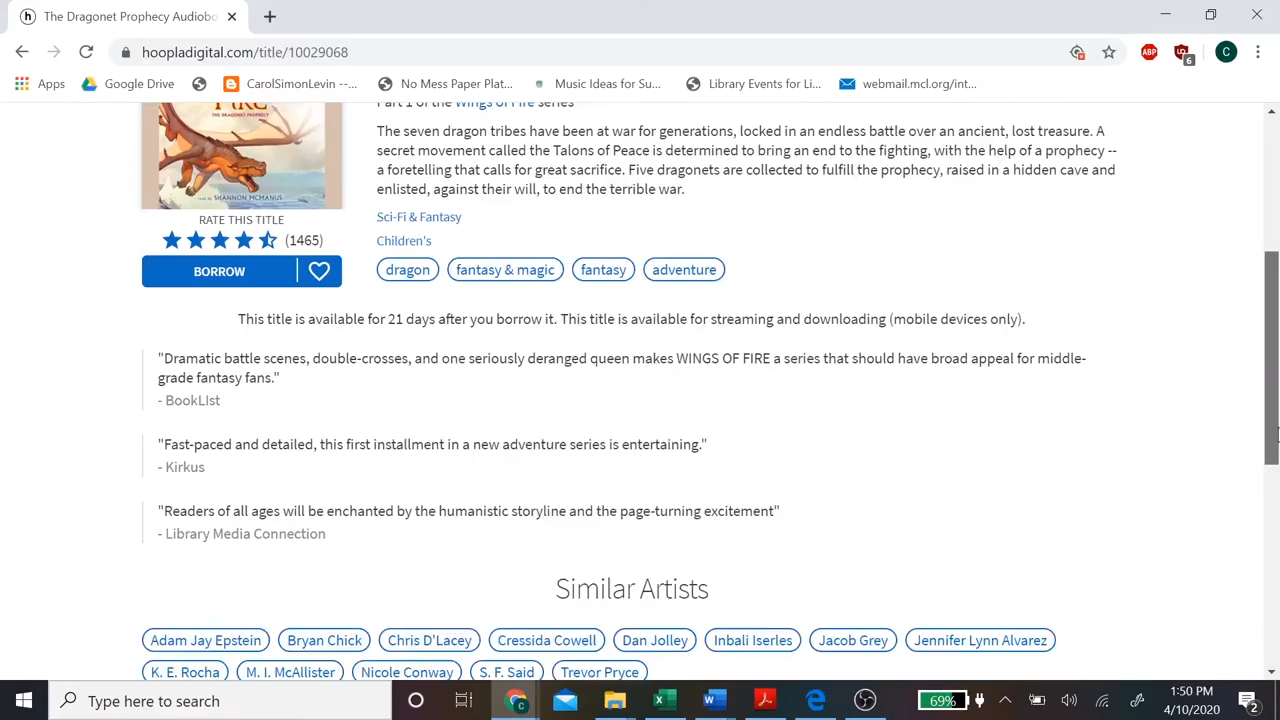 The Dragonet Prophecy Audiobo
hoopladigital.com/title/10029068
ABP
6
C
Apps
Google Drive
CarolSimonLevin --...
No Mess Paper Plat...
Music Ideas for Su...
Library Events for Li...
webmail.mcl.org/int...
FIRE
THE DRAGONET PROPHECY
READ BY SHANNON MCMANUS
Part 1 of the Wings of Fire series
The seven dragon tribes have been at war for generations, locked in an endless battle over an ancient, lost treasure. A
secret movement called the Talons of Peace is determined to bring an end to the fighting, with the help of a prophecy --
a foretelling that calls for great sacrifice. Five dragonets are collected to fulfill the prophecy, raised in a hidden cave and
enlisted, against their will, to end the terrible war.
RATE THIS TITLE
(1465)
BORROW
Sci-Fi & Fantasy
Children's
dragon fantasy & magic fantasy adventure
This title is available for 21 days after you borrow it. This title is available for streaming and downloading (mobile devices only).
"Dramatic battle scenes, double-crosses, and one seriously deranged queen makes WINGS OF FIRE a series that should have broad appeal for middle-
grade fantasy fans."
- BookLIst
"Fast-paced and detailed, this first installment in a new adventure series is entertaining."
- Kirkus
"Readers of all ages will be enchanted by the humanistic storyline and the page-turning excitement"
- Library Media Connection
Similar Artists
Adam Jay Epstein Bryan Chick Chris D'Lacey Cressida Cowell Dan Jolley Inbali Iserles Jacob Grey Jennifer Lynn Alvarez
K. E. Rocha M. I. McAllister Nicole Conway S. F. Said Trevor Pryce
Type here to search
69%
1:50 PM
4/10/2020
2